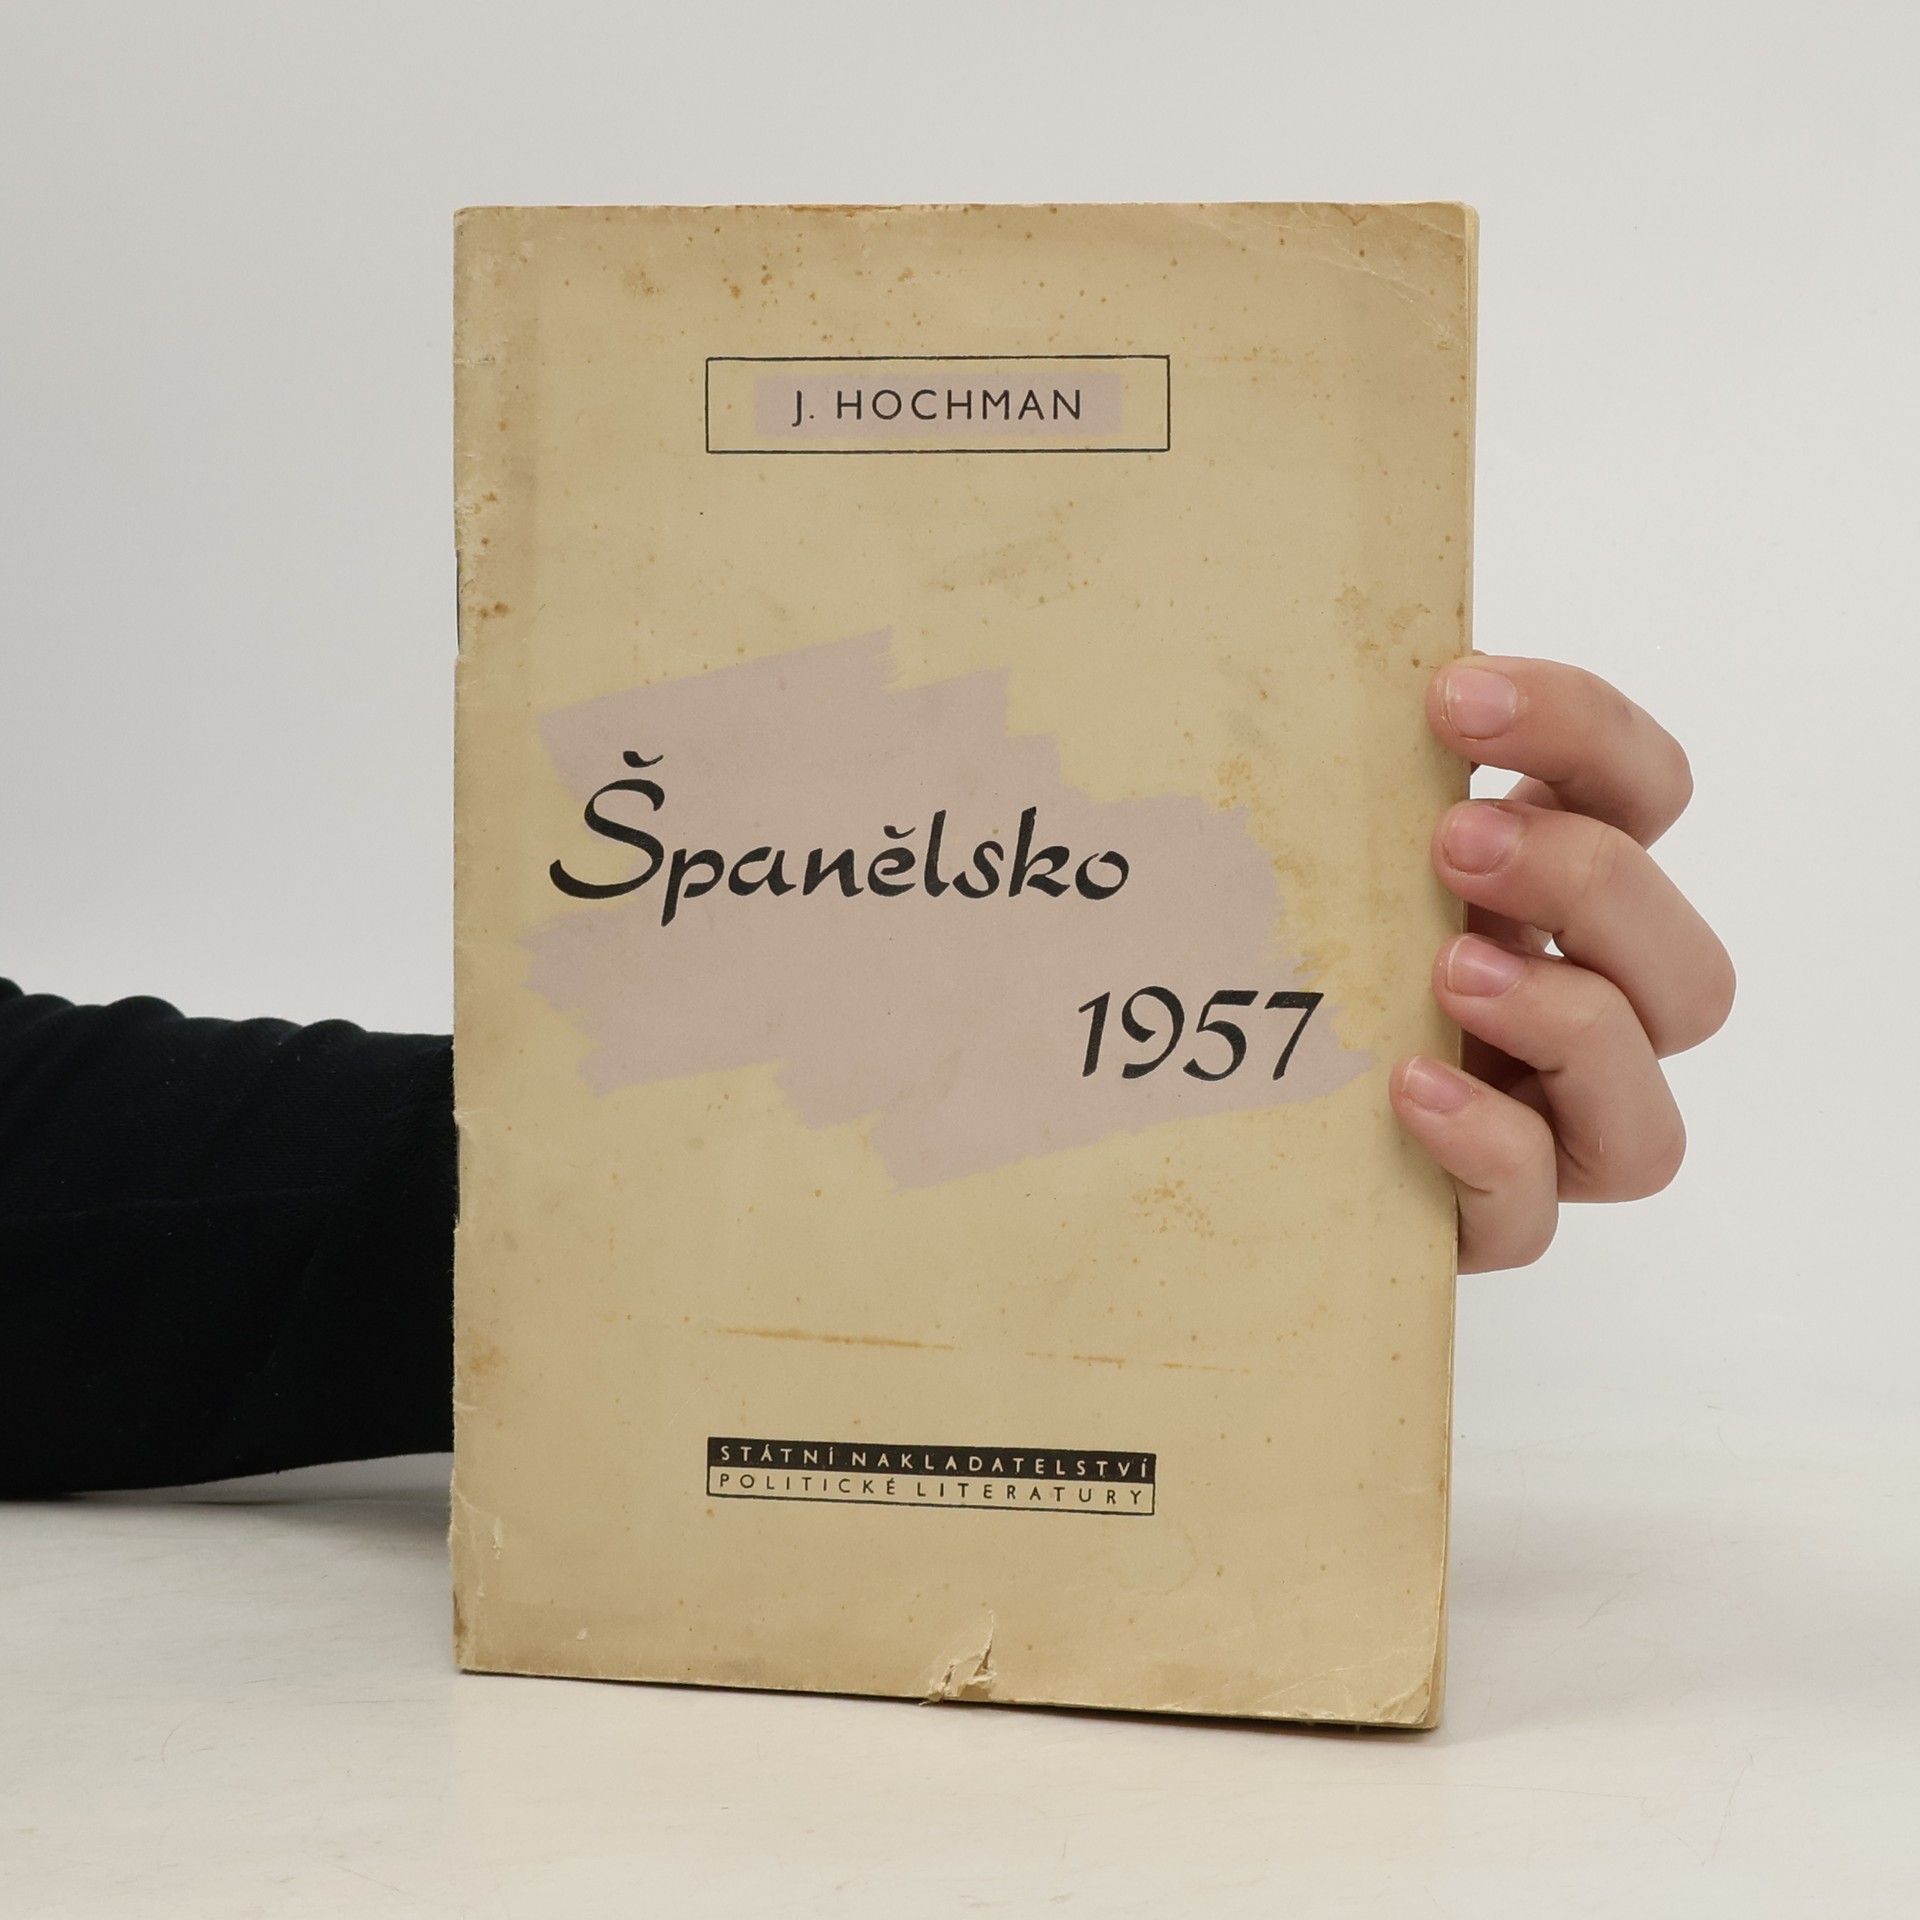 J. HOCHMAN
Španělsko
1957
STÁTNÍ NAKLADATELSTVÍ
POLITICKÉ LITERATURY